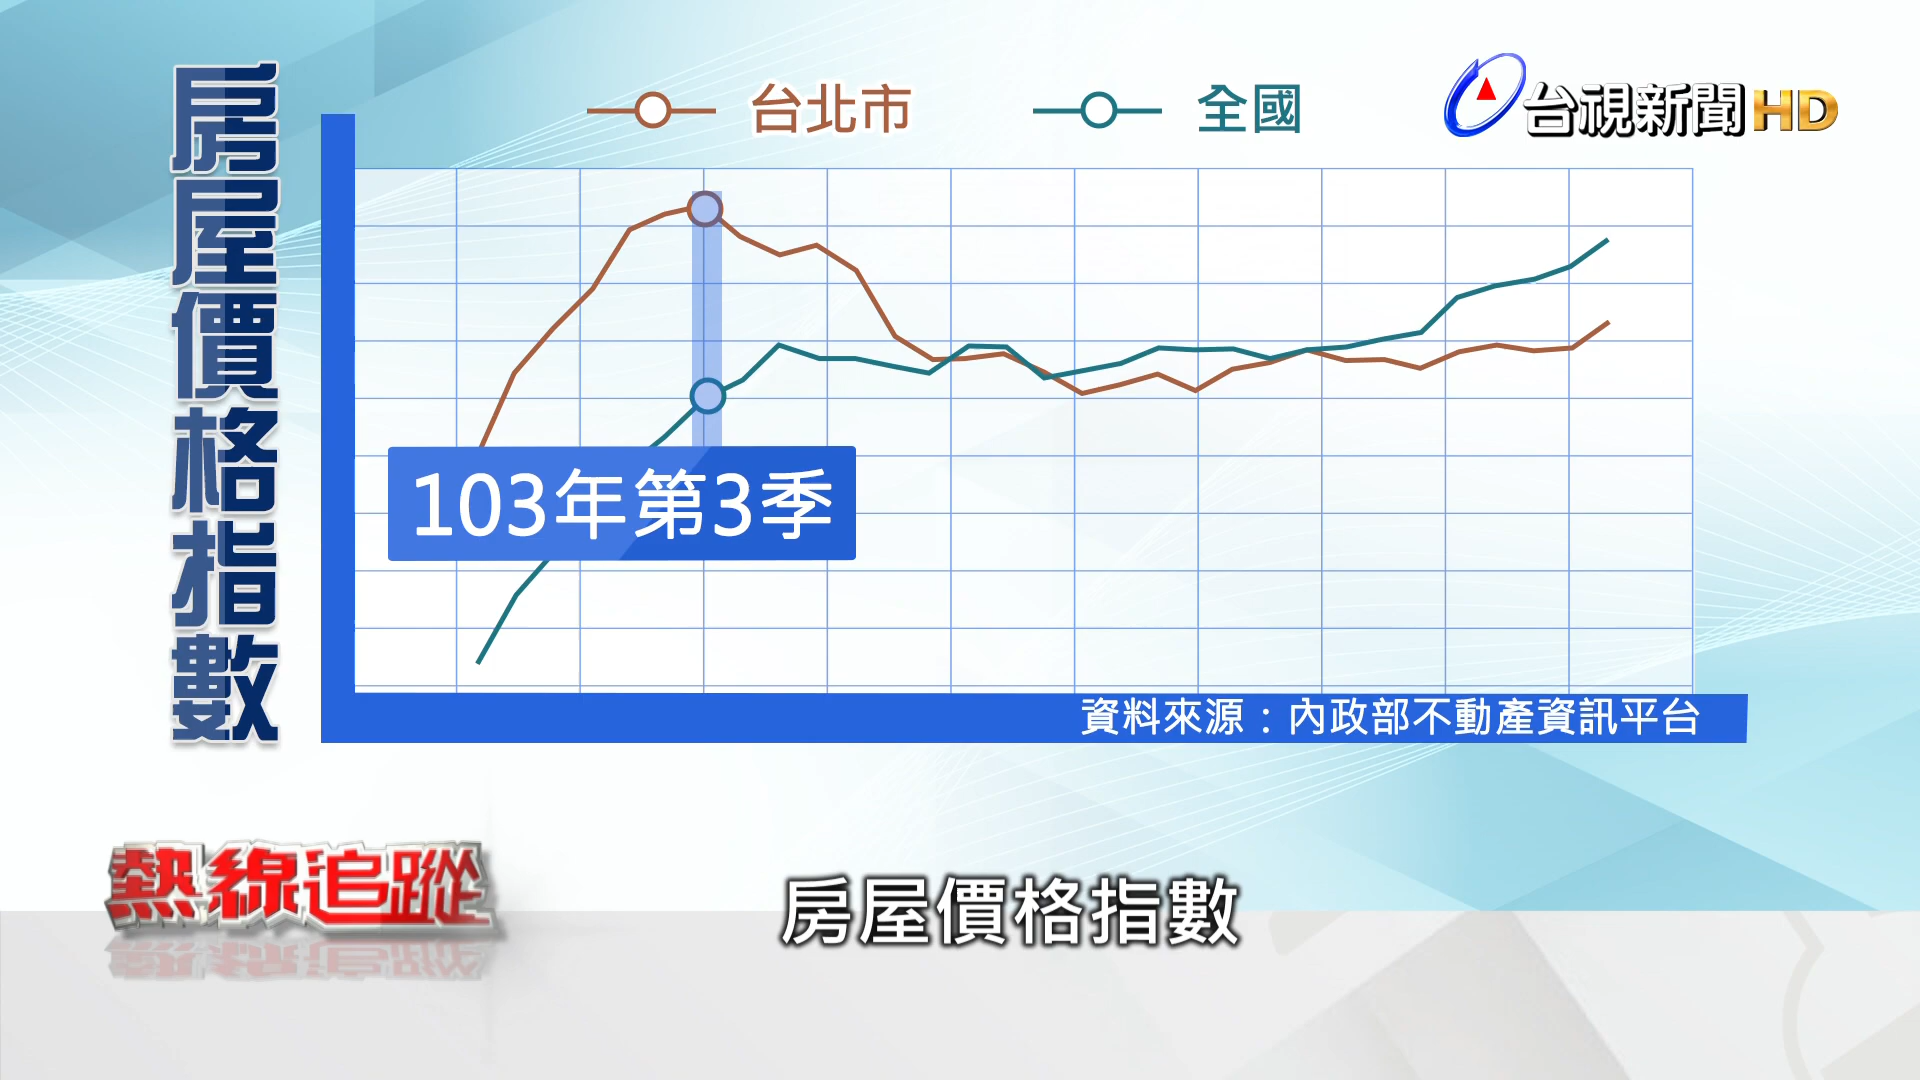 房屋價格指數
台北市
全國
台視新聞HD
103年第3季
資料來源：內政部不動產資訊平台
熱線追蹤
房屋價格指數